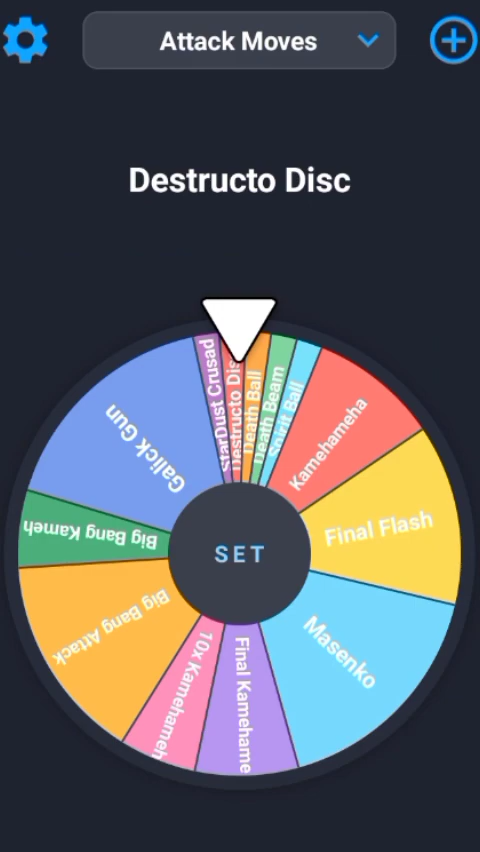 Attack Moves
Destructo Disc
StarDust Crusad
Destructo Dis
Death Ball
Death Beam
Spirit Ball
Kamehameha
Final Flash
Masenko
Final Kamehame
10x Kamehameh
Big Bang Attack
Big Bang Kameh
Galick Gun
SET